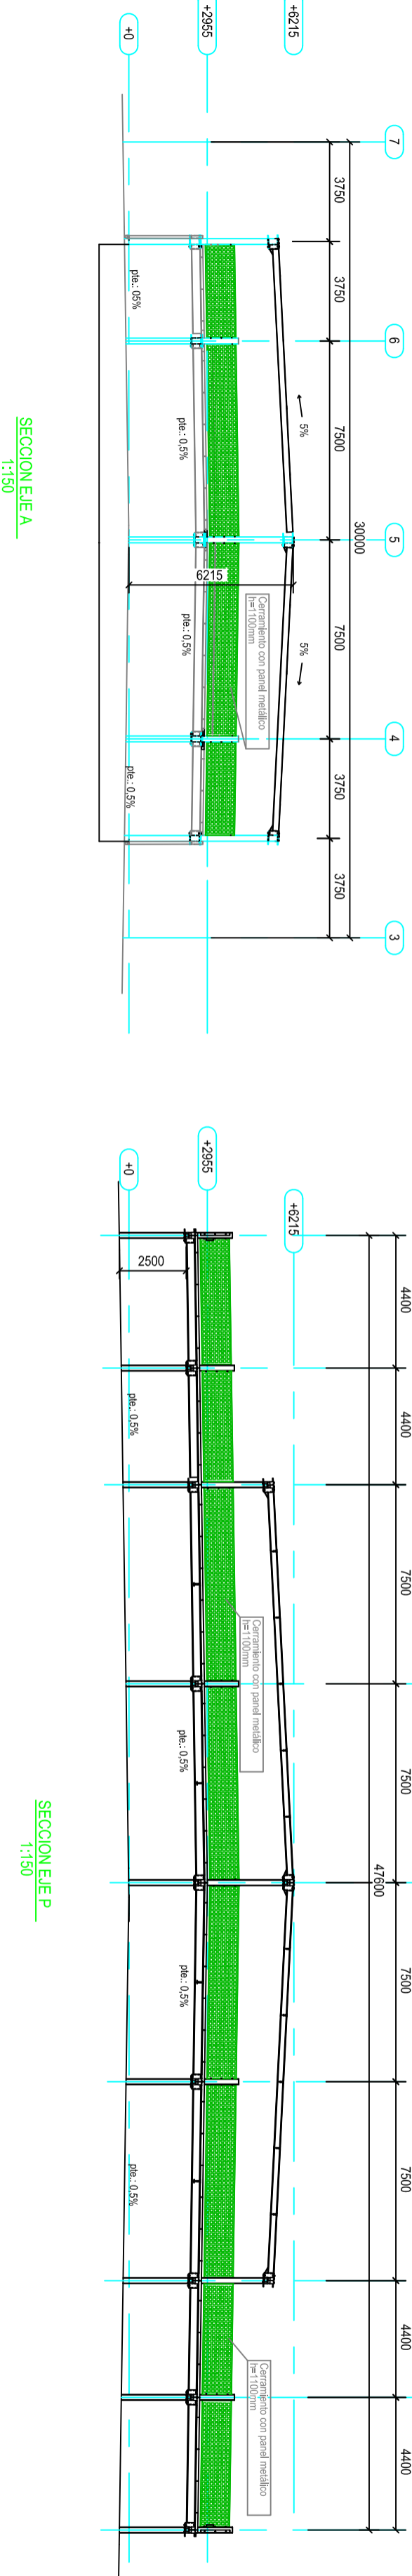 7
6
5
4
3
30000
3750
3750
7500
7500
3750
3750
+6215
+2955
+0
5%
5%
6215
Cerramiento con panel metálico
h=1100mm
pte.: 05%
pte.: 0,5%
pte.: 0,5%
pte.: 0,5%
SECCION EJE A
1:150
4400
4400
7500
7500
7500
7500
4400
4400
47600
+6215
+2955
+0
2500
Cerramiento con panel metálico
h=1100mm
Cerramiento con panel metálico
h=1100mm
pte.: 0,5%
pte.: 0,5%
pte.: 0,5%
pte.: 0,5%
SECCION EJE P
1:150